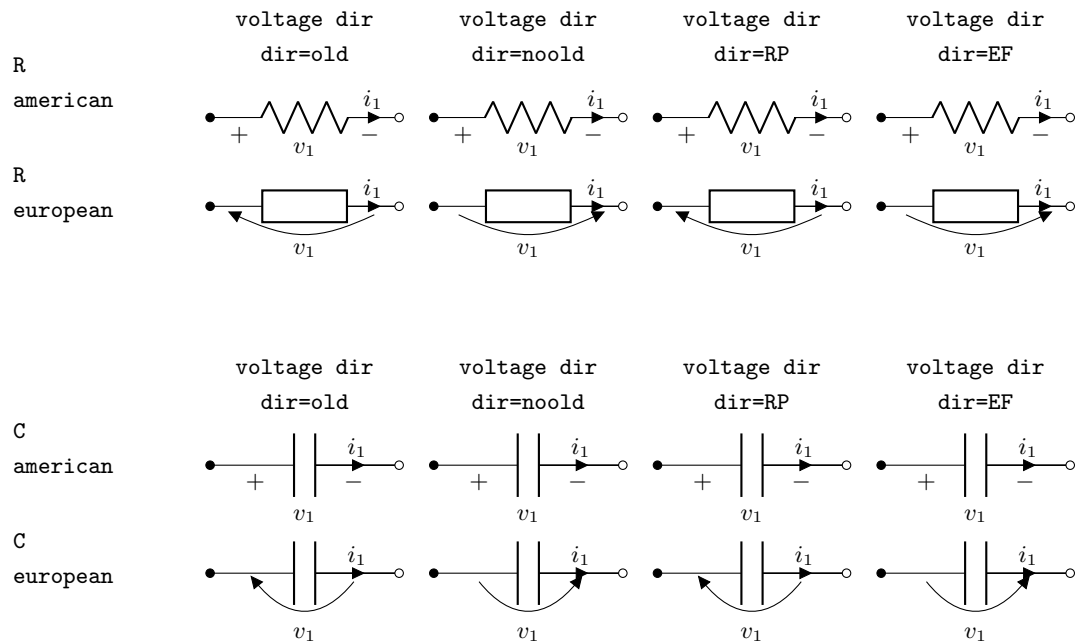 voltage dir voltage dir voltage dir voltage dir
dir=old dir=noold dir=RP dir=EF
R
american
i₁ i₁ i₁ i₁
+ − + − + − + −
v₁ v₁ v₁ v₁
R
european
i₁ i₁ i₁ i₁
v₁ v₁ v₁ v₁
voltage dir voltage dir voltage dir voltage dir
dir=old dir=noold dir=RP dir=EF
C
american
i₁ i₁ i₁ i₁
+ − + − + − + −
v₁ v₁ v₁ v₁
C
european
i₁ i₁ i₁ i₁
v₁ v₁ v₁ v₁